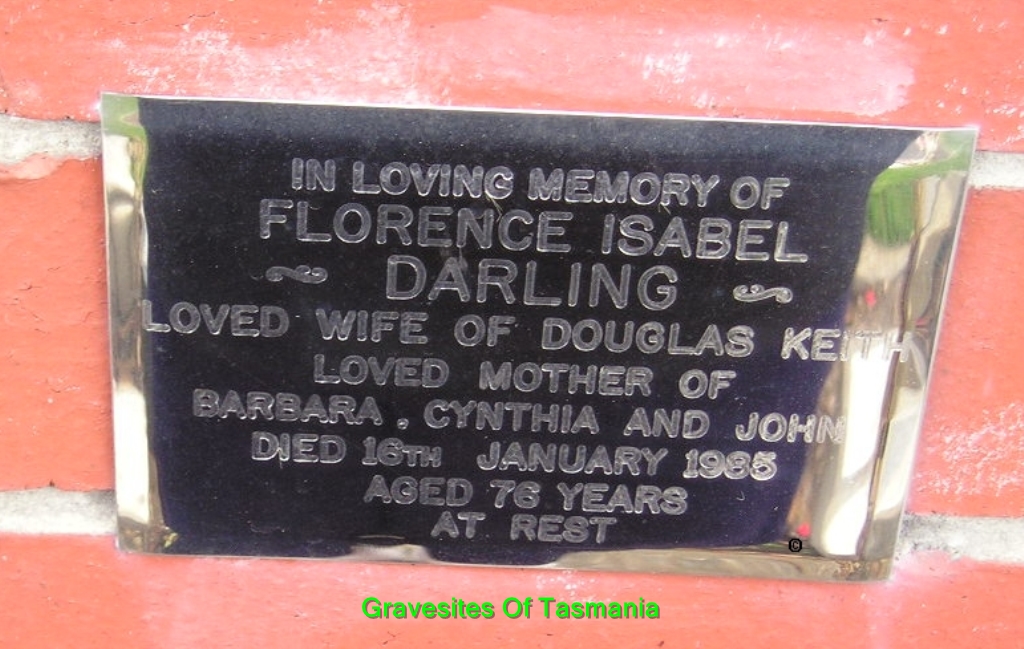 IN LOVING MEMORY OF
FLORENCE ISABEL
DARLING
LOVED WIFE OF DOUGLAS KEITH
LOVED MOTHER OF
BARBARA, CYNTHIA AND JOHN
DIED 16TH JANUARY 1985
AGED 76 YEARS
AT REST
©
Gravesites Of Tasmania